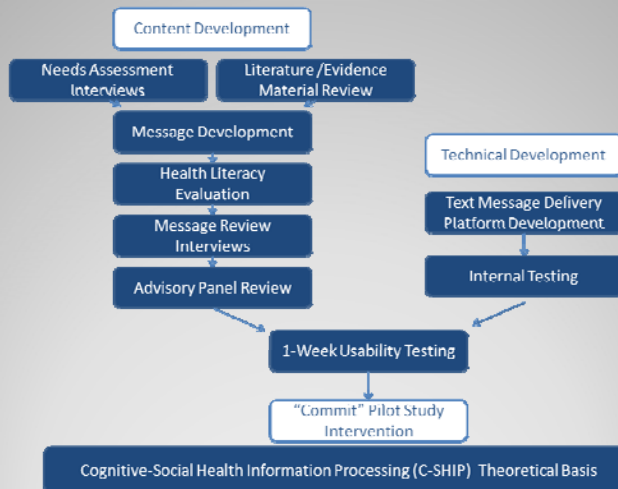 Content Development
Needs Assessment
Interviews
Literature /Evidence
Material Review
Message Development
Health Literacy
Evaluation
Message Review
Interviews
Advisory Panel Review
Technical Development
Text Message Delivery
Platform Development
Internal Testing
1-Week Usability Testing
"Commit" Pilot Study
Intervention
Cognitive-Social Health Information Processing (C-SHIP) Theoretical Basis